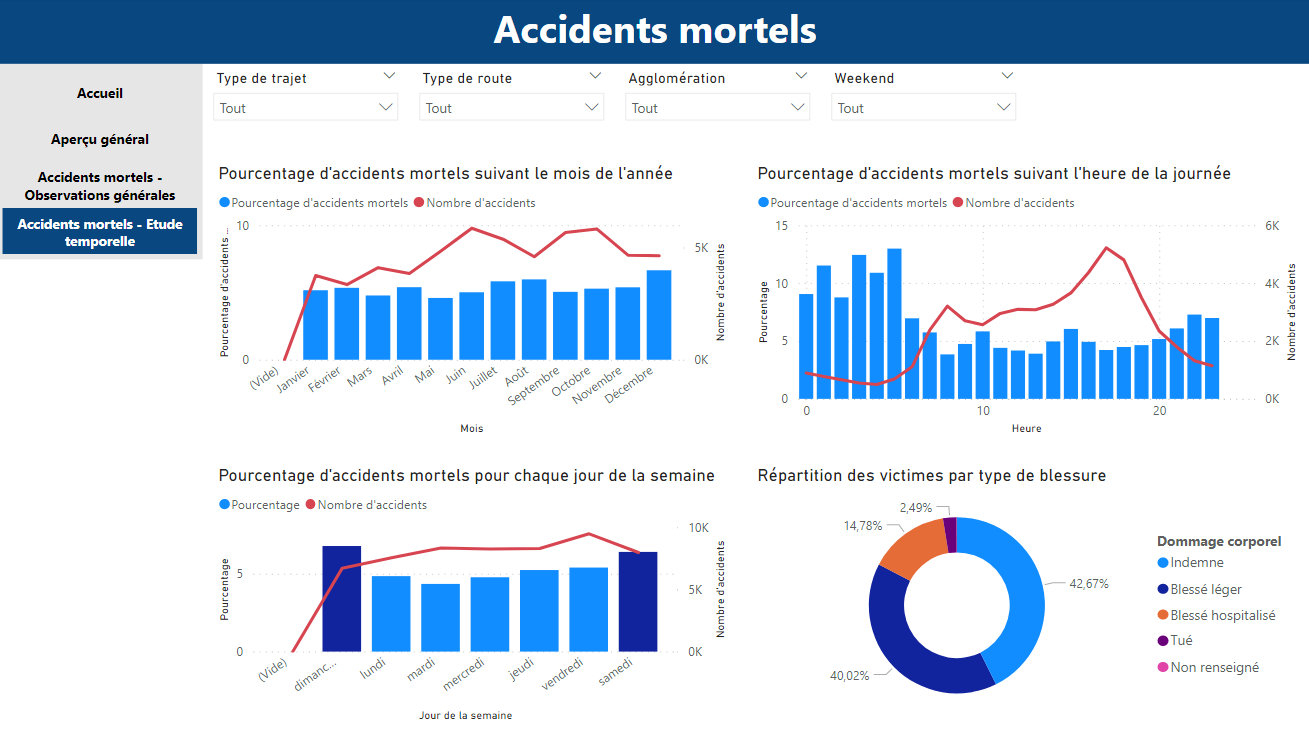 Accidents mortels
Accueil
Aperçu général
Accidents mortels -
Observations générales
Accidents mortels - Etude
temporelle
Type de trajet
Tout
Type de route
Tout
Agglomération
Tout
Weekend
Tout
Pourcentage d'accidents mortels suivant le mois de l'année
Pourcentage d'accidents mortels Nombre d'accidents
Pourcentage d'accidents ...
10
0
5K
0K
Nombre d'accidents
(Vide)
Janvier
Février
Mars
Avril
Mai
Juin
Juillet
Août
Septembre
Octobre
Novembre
Décembre
Mois
Pourcentage d'accidents mortels suivant l'heure de la journée
Pourcentage d'accidents mortels Nombre d'accidents
Pourcentage
15
10
5
0
6K
4K
2K
0K
Nombre d'accidents
0
10
20
Heure
Pourcentage d'accidents mortels pour chaque jour de la semaine
Pourcentage Nombre d'accidents
Pourcentage
5
0
10K
5K
0K
Nombre d'accidents
(Vide)
dimanc...
lundi
mardi
mercredi
jeudi
vendredi
samedi
Jour de la semaine
Répartition des victimes par type de blessure
2,49%
14,78%
42,67%
40,02%
Dommage corporel
Indemne
Blessé léger
Blessé hospitalisé
Tué
Non renseigné